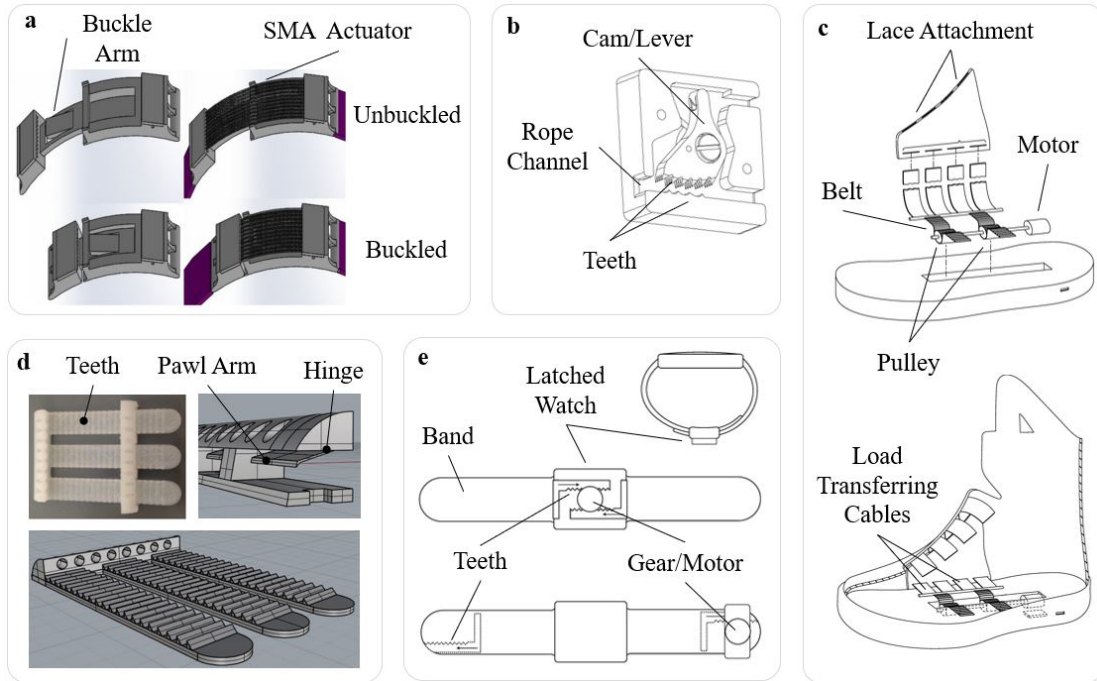 a
Buckle
Arm
SMA Actuator
Unbuckled
Buckled
b
Cam/Lever
Rope
Channel
Teeth
c
Lace Attachment
Motor
Belt
Pulley
Load
Transferring
Cables
d
Teeth
Pawl Arm
Hinge
e
Latched
Watch
Band
Teeth
Gear/Motor